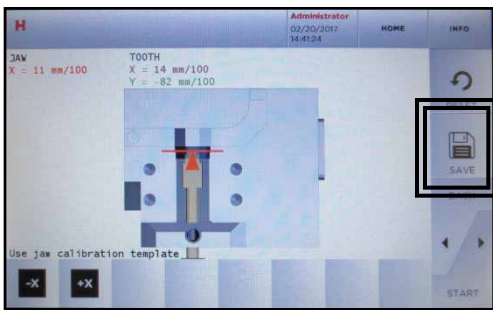 H
Administrator
02/20/2017
14:41:24
HOME
INFO
JAW
X = 11 mm/100
TOOTH
X = 14 mm/100
Y = -82 mm/100
SAVE
Use jaw calibration template
-X
+X
START